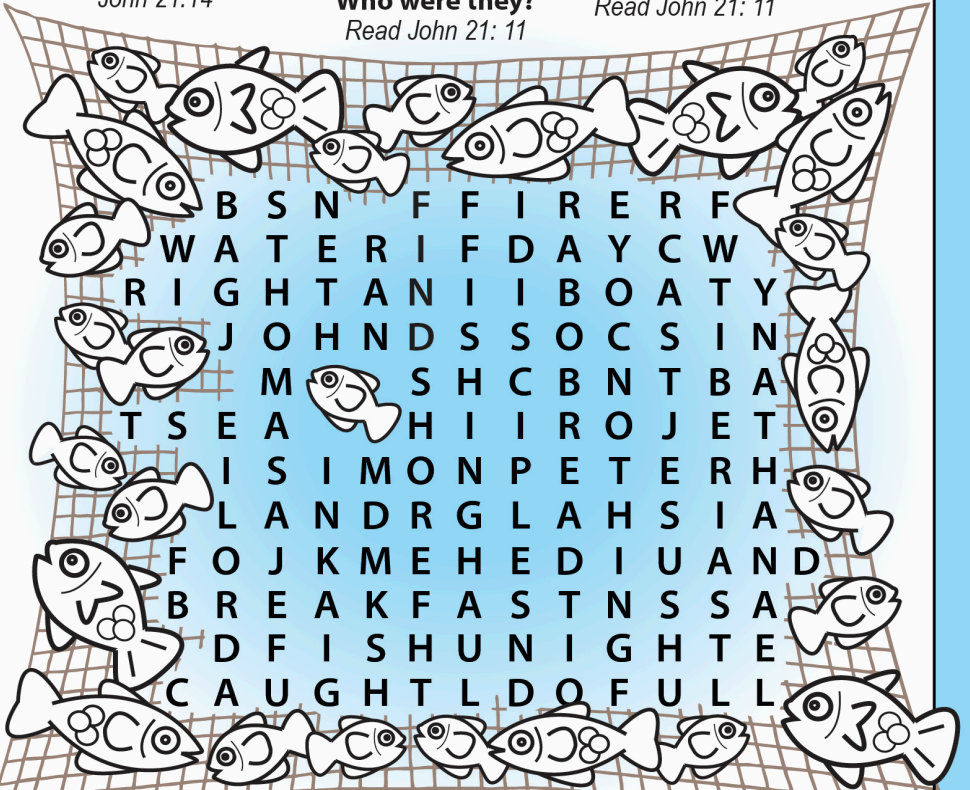 John 21:14
Who were they?
Read John 21: 11
Read John 21: 11
B S N F F I R E R F
W A T E R I F D A Y C W
R I G H T A N I I B O A T Y
J O H N D S S O C S I N
M S H C B N T B A
T S E A H I I R O J E T
I S I M O N P E T E R H
L A N D R G L A H S I A
F O J K M E H E D I U A N D
B R E A K F A S T N S S A
D F I S H U N I G H T E
C A U G H T L D O F U L L